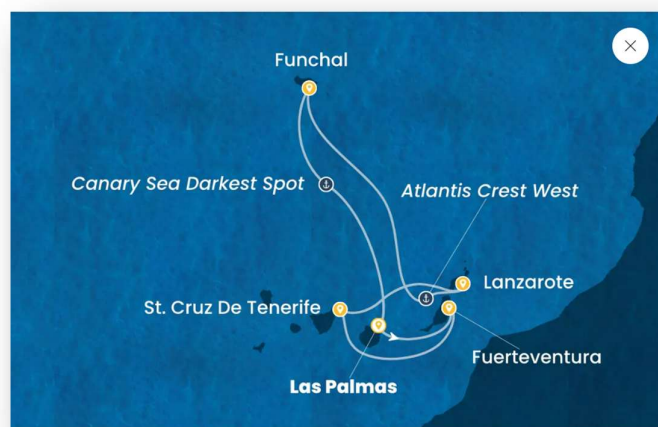 Funchal
Canary Sea Darkest Spot
Atlantis Crest West
Lanzarote
St. Cruz De Tenerife
Fuerteventura
Las Palmas